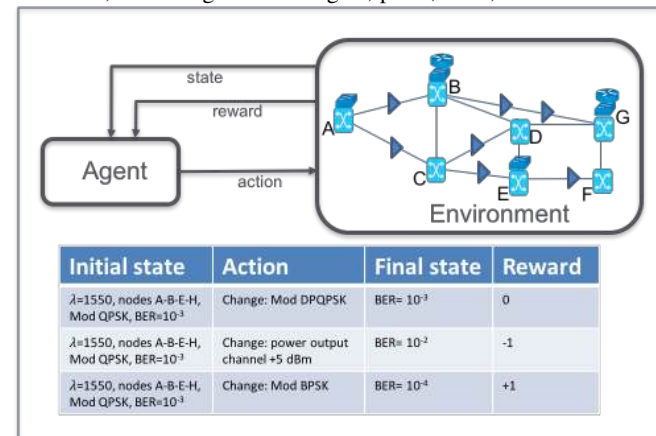 state
reward
Agent
action
A
B
C
D
E
F
G
Environment
Initial state Action Final state Reward
λ=1550, nodes A-B-E-H, Change: Mod DPQPSK BER= 10⁻³ 0
Mod QPSK, BER=10⁻³
λ=1550, nodes A-B-E-H, Change: power output BER= 10⁻² -1
Mod QPSK, BER=10⁻³ channel +5 dBm
λ=1550, nodes A-B-E-H, Change: Mod BPSK BER= 10⁻⁴ +1
Mod QPSK, BER=10⁻³